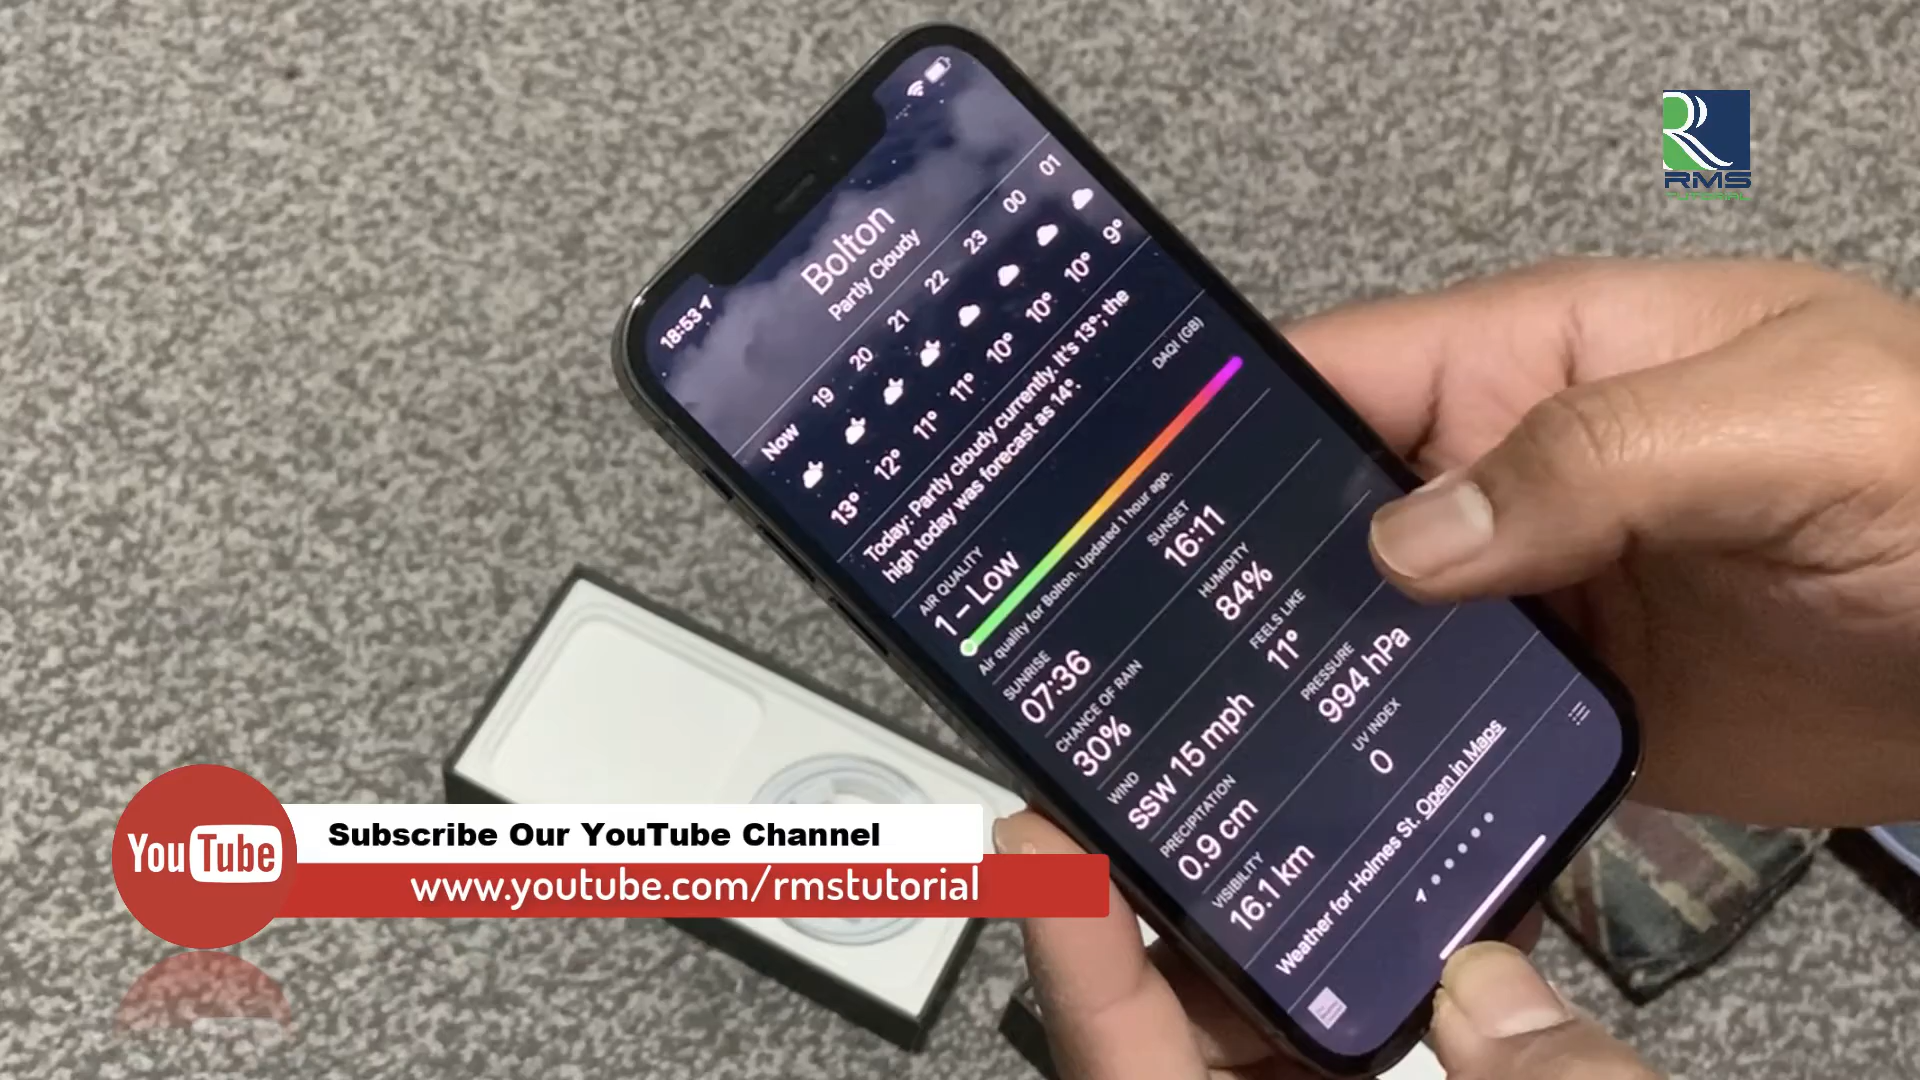 RMS
TUTORIAL
18:53
Bolton
Partly Cloudy
Now 19 20 21 22 23 00 01
13° 12° 11° 11° 10° 10° 10° 9°
Today: Partly cloudy currently. It's 13°; the
high today was forecast as 14°.
AIR QUALITY
DAQI (GB)
1 – Low
Air quality for Bolton. Updated 1 hour ago.
SUNRISE SUNSET
07:36 16:11
CHANCE OF RAIN HUMIDITY
30% 84%
WIND FEELS LIKE
ssw 15 mph 11°
PRECIPITATION PRESSURE
0.9 cm 994 hPa
VISIBILITY UV INDEX
16.1 km 0
Weather for Holmes St. Open in Maps
YouTube
Subscribe Our YouTube Channel
www.youtube.com/rmstutorial